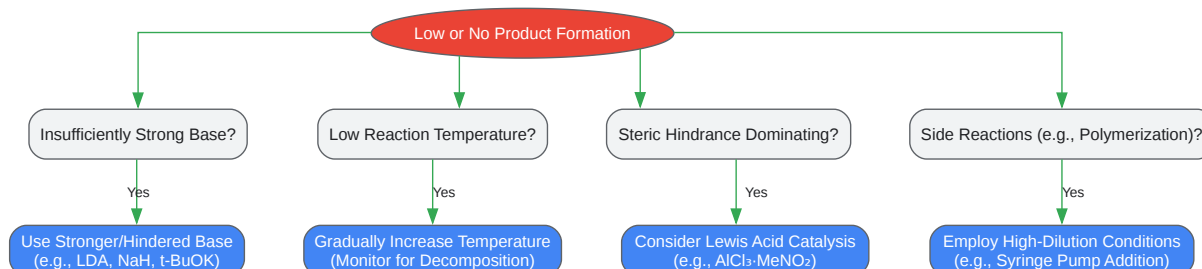 Low or No Product Formation
Insufficiently Strong Base?
Low Reaction Temperature?
Steric Hindrance Dominating?
Side Reactions (e.g., Polymerization)?
Yes
Yes
Yes
Yes
Use Stronger/Hindered Base
(e.g., LDA, NaH, t-BuOK)
Gradually Increase Temperature
(Monitor for Decomposition)
Consider Lewis Acid Catalysis
(e.g., AlCl₃·MeNO₂)
Employ High-Dilution Conditions
(e.g., Syringe Pump Addition)